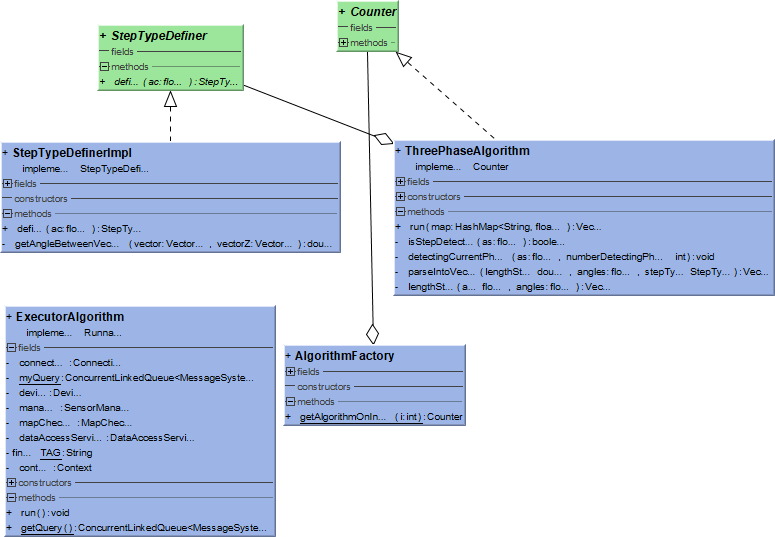 + StepTypeDefiner
fields
methods
+ defi... ( ac: flo... ) : StepTy...
+ Counter
fields
methods
+ StepTypeDefinerImpl
impleme... StepTypeDefi...
fields
constructors
methods
+ defi... ( ac: flo... ) : StepTy...
- getAngleBetweenVec... ( vector: Vector... , vectorZ: Vector... ) : dou...
+ ThreePhaseAlgorithm
impleme... Counter
fields
constructors
methods
+ run ( map: HashMap<String, floa... ) : Vec...
- isStepDetect... ( as: flo... ) : boole...
- detectingCurrentPh... ( as: flo... , numberDetectingPh... int ) : void
- parseIntoVec... ( lengthSt... dou... , angles: flo... , stepTy... StepTy... ) : Vec...
- lengthSt... ( a... flo... , angles: flo... ) : Vec...
+ ExecutorAlgorithm
impleme... Runna...
fields
- connect... : Connecti...
- myQuery : ConcurrentLinkedQueue<MessageSyste...
- devi... : Devi...
- mana... : SensorMana...
- mapChec... : MapChec...
- dataAccessServi... : DataAccessServi...
- fin... TAG : String
- cont... : Context
constructors
methods
+ run ( ) : void
+ getQuery ( ) : ConcurrentLinkedQueue<MessageSyste...
+ AlgorithmFactory
fields
constructors
methods
+ getAlgorithmOnIn... ( i: int ) : Counter